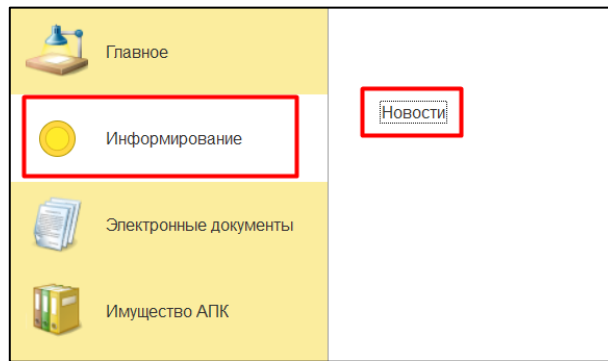 Главное
Информирование
Новости
Электронные документы
Имущество АПК